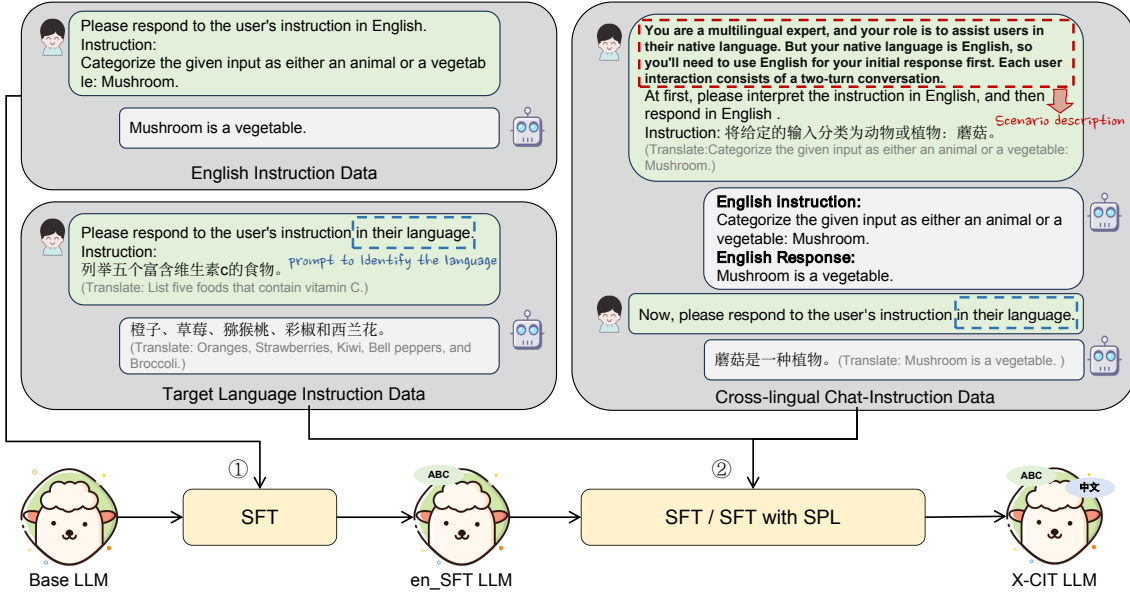 Please respond to the user's instruction in English.
Instruction:
Categorize the given input as either an animal or a vegetab
le: Mushroom.
Mushroom is a vegetable.
English Instruction Data
Please respond to the user's instruction in their language.
Instruction:
列举五个富含维生素c的食物。
prompt to Identify the language
(Translate: List five foods that contain vitamin C.)
橙子、草莓、猕猴桃、彩椒和西兰花。
(Translate: Oranges, Strawberries, Kiwi, Bell peppers, and
Broccoli.)
Target Language Instruction Data
You are a multilingual expert, and your role is to assist users in
their native language. But your native language is English, so
you'll need to use English for your initial response first. Each user
interaction consists of a two-turn conversation.
At first, please interpret the instruction in English, and then
respond in English .
Scenario description
Instruction: 将给定的输入分类为动物或植物：蘑菇。
(Translate:Categorize the given input as either an animal or a vegetable:
Mushroom.)
English instruction:
Categorize the given input as either an animal or a
vegetable: Mushroom.
English Response:
Mushroom is a vegetable.
Now, please respond to the user's instruction in their language.
蘑菇是一种植物。(Translate: Mushroom is a vegetable. )
Cross-lingual Chat-Instruction Data
①
②
ABC
ABC
中文
SFT
SFT / SFT with SPL
Base LLM
en_SFT LLM
X-CIT LLM